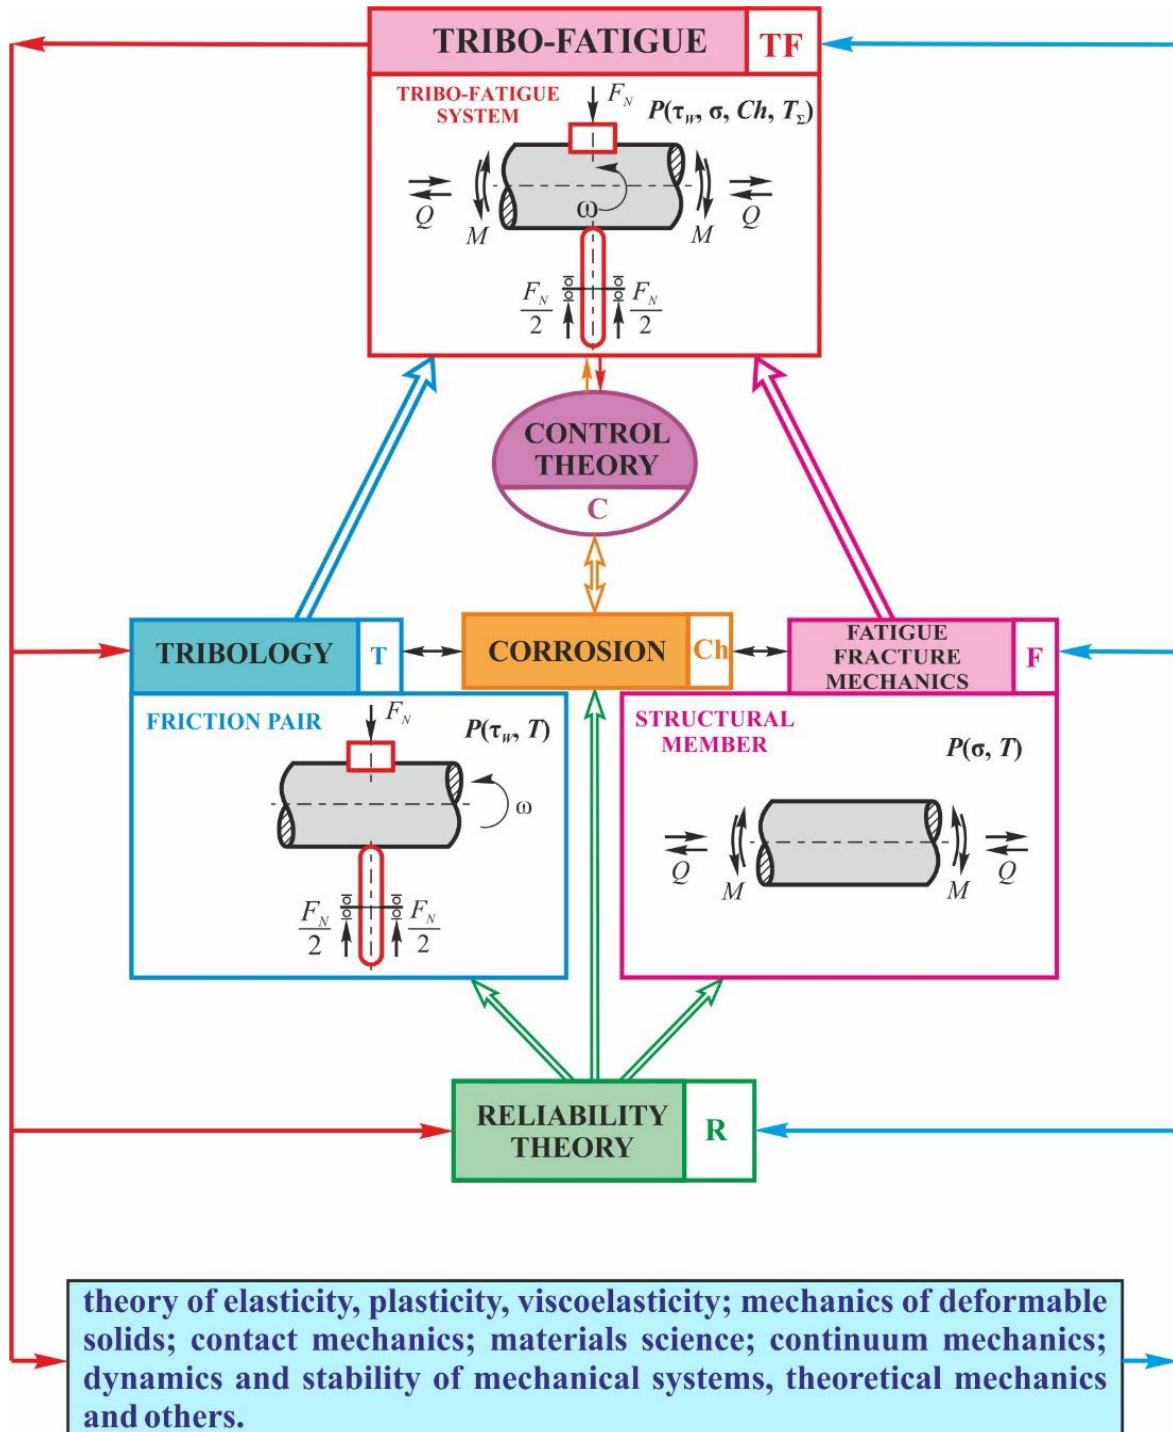 TRIBO-FATIGUE TF
TRIBO-FATIGUE
SYSTEM
F_N
P(τ_w, σ, Ch, T_Σ)
ω
Q M M Q
F_N/2 F_N/2
CONTROL
THEORY
C
TRIBOLOGY T
CORROSION Ch
FATIGUE
FRACTURE
MECHANICS
F
FRICTION PAIR
F_N
P(τ_w, T)
ω
F_N/2 F_N/2
STRUCTURAL
MEMBER
P(σ, T)
Q M M Q
RELIABILITY
THEORY
R
theory of elasticity, plasticity, viscoelasticity; mechanics of deformable
solids; contact mechanics; materials science; continuum mechanics;
dynamics and stability of mechanical systems, theoretical mechanics
and others.